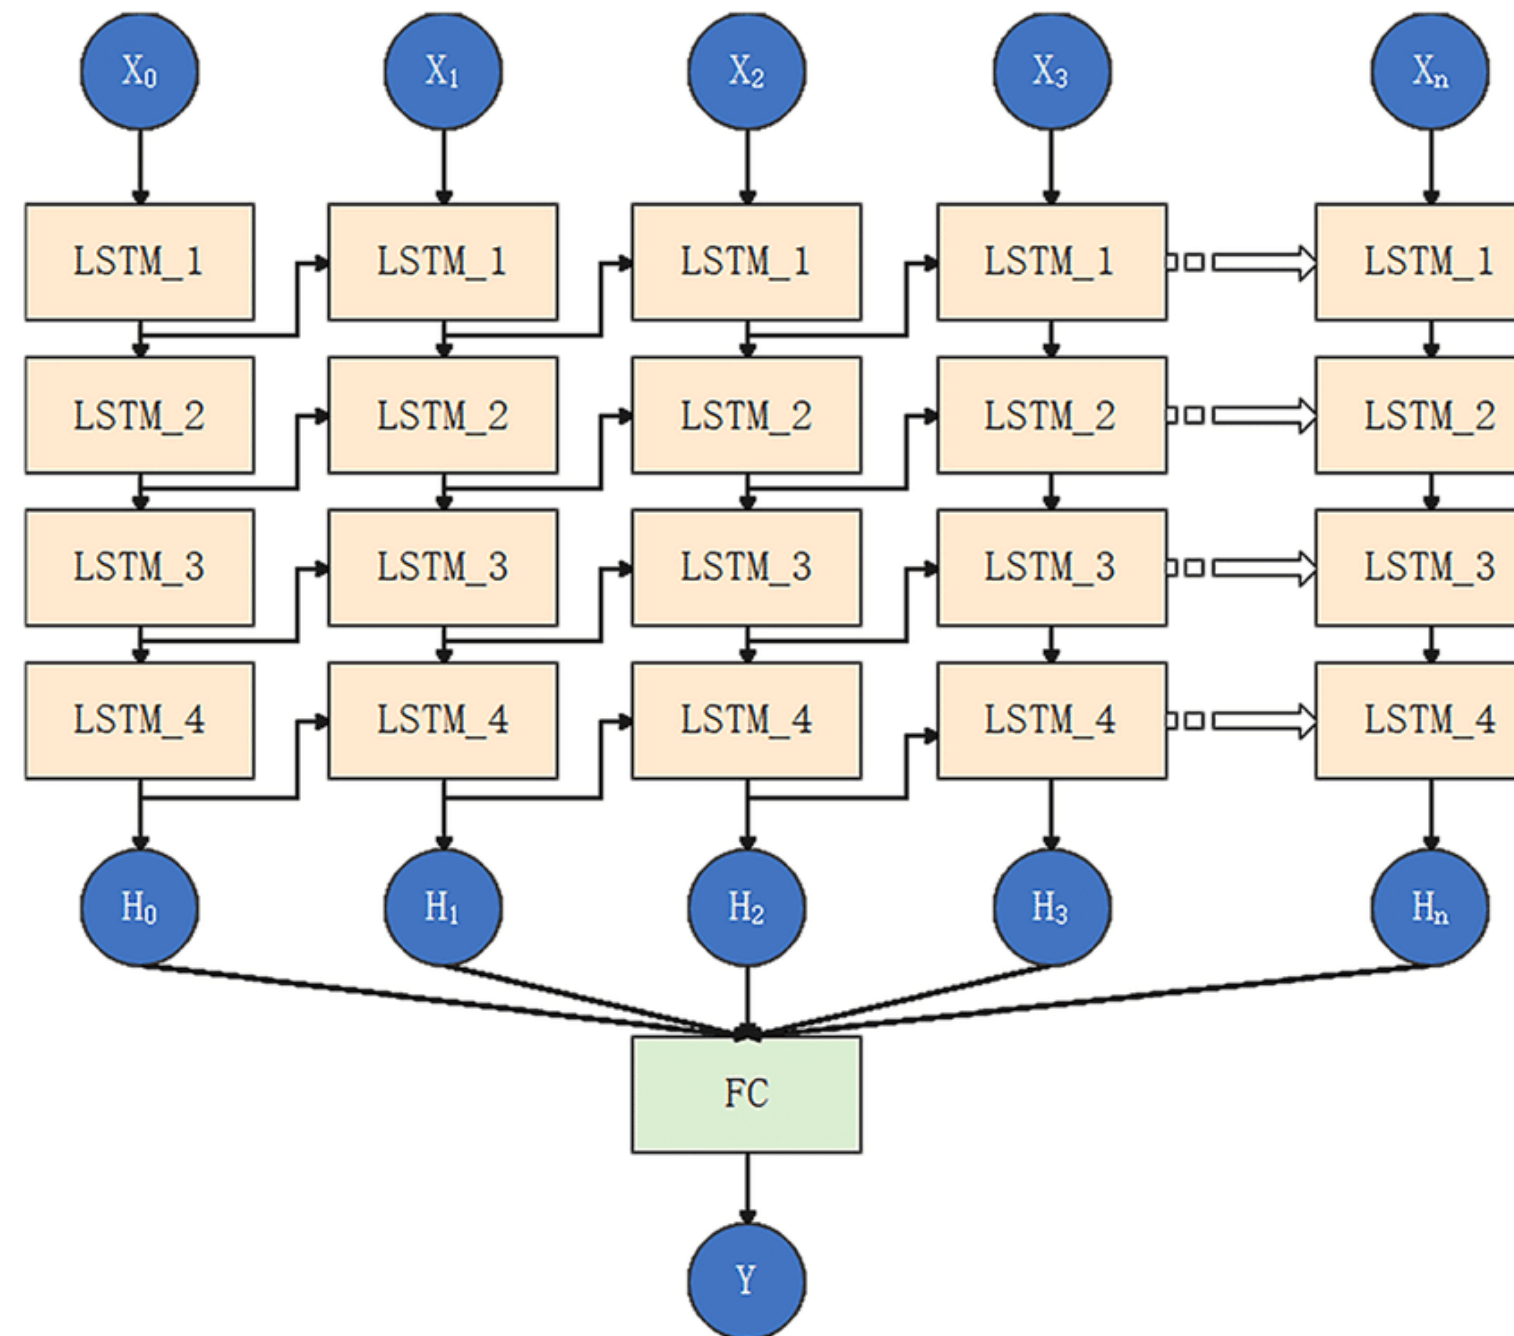 X₀ X₁ X₂ X₃ Xₙ
LSTM_1 LSTM_1 LSTM_1 LSTM_1 LSTM_1
LSTM_2 LSTM_2 LSTM_2 LSTM_2 LSTM_2
LSTM_3 LSTM_3 LSTM_3 LSTM_3 LSTM_3
LSTM_4 LSTM_4 LSTM_4 LSTM_4 LSTM_4
H₀ H₁ H₂ H₃ Hₙ
FC
Y